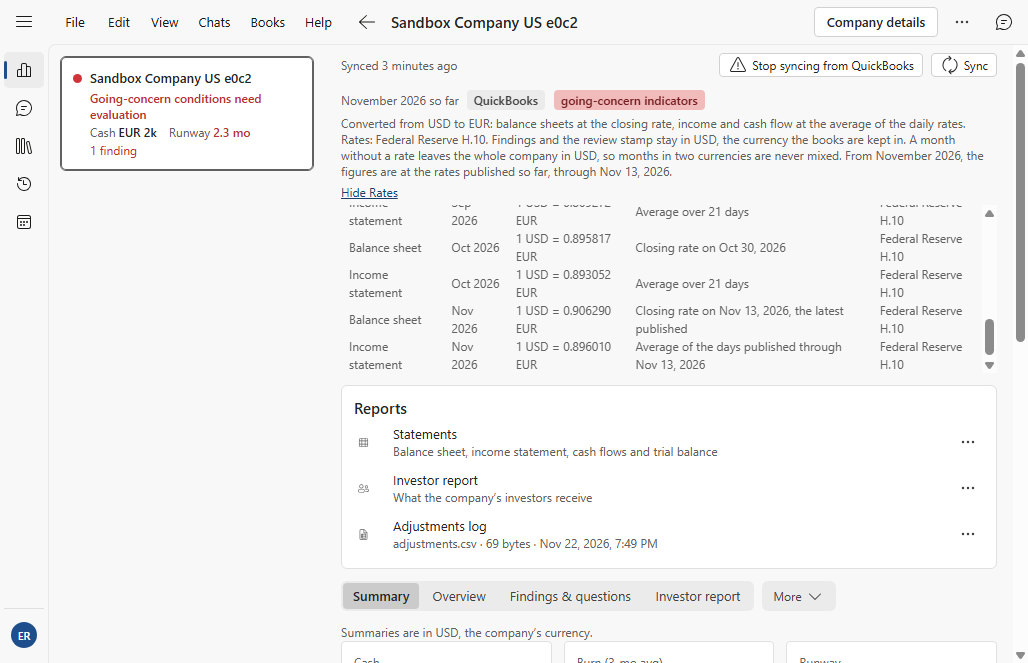 File Edit View Chats Books Help Sandbox Company US e0c2 Company details
Sandbox Company US e0c2
Going-concern conditions need
evaluation
Cash EUR 2k Runway 2.3 mo
1 finding
Synced 3 minutes ago
Stop syncing from QuickBooks
Sync
November 2026 so far QuickBooks going-concern indicators
Converted from USD to EUR: balance sheets at the closing rate, income and cash flow at the average of the daily rates.
Rates: Federal Reserve H.10. Findings and the review stamp stay in USD, the currency the books are kept in. A month
without a rate leaves the whole company in USD, so months in two currencies are never mixed. From November 2026, the
figures are at the rates published so far, through Nov 13, 2026.
Hide Rates
Income Sep Federal Reserve
statement 2026 EUR Average over 21 days H.10
Balance sheet Oct 2026 1 USD = 0.895817 Closing rate on Oct 30, 2026 Federal Reserve
EUR H.10
Income Oct 2026 1 USD = 0.893052 Average over 21 days Federal Reserve
statement EUR H.10
Balance sheet Nov 1 USD = 0.906290 Closing rate on Nov 13, 2026, the latest Federal Reserve
2026 EUR published H.10
Income Nov 1 USD = 0.896010 Average of the days published through Federal Reserve
statement 2026 EUR Nov 13, 2026 H.10
Reports
Statements
Balance sheet, income statement, cash flows and trial balance
Investor report
What the company's investors receive
Adjustments log
adjustments.csv · 69 bytes · Nov 22, 2026, 7:49 PM
Summary Overview Findings & questions Investor report More
ER
Summaries are in USD, the company's currency.
Cash Burn (3-mo avg) Runway